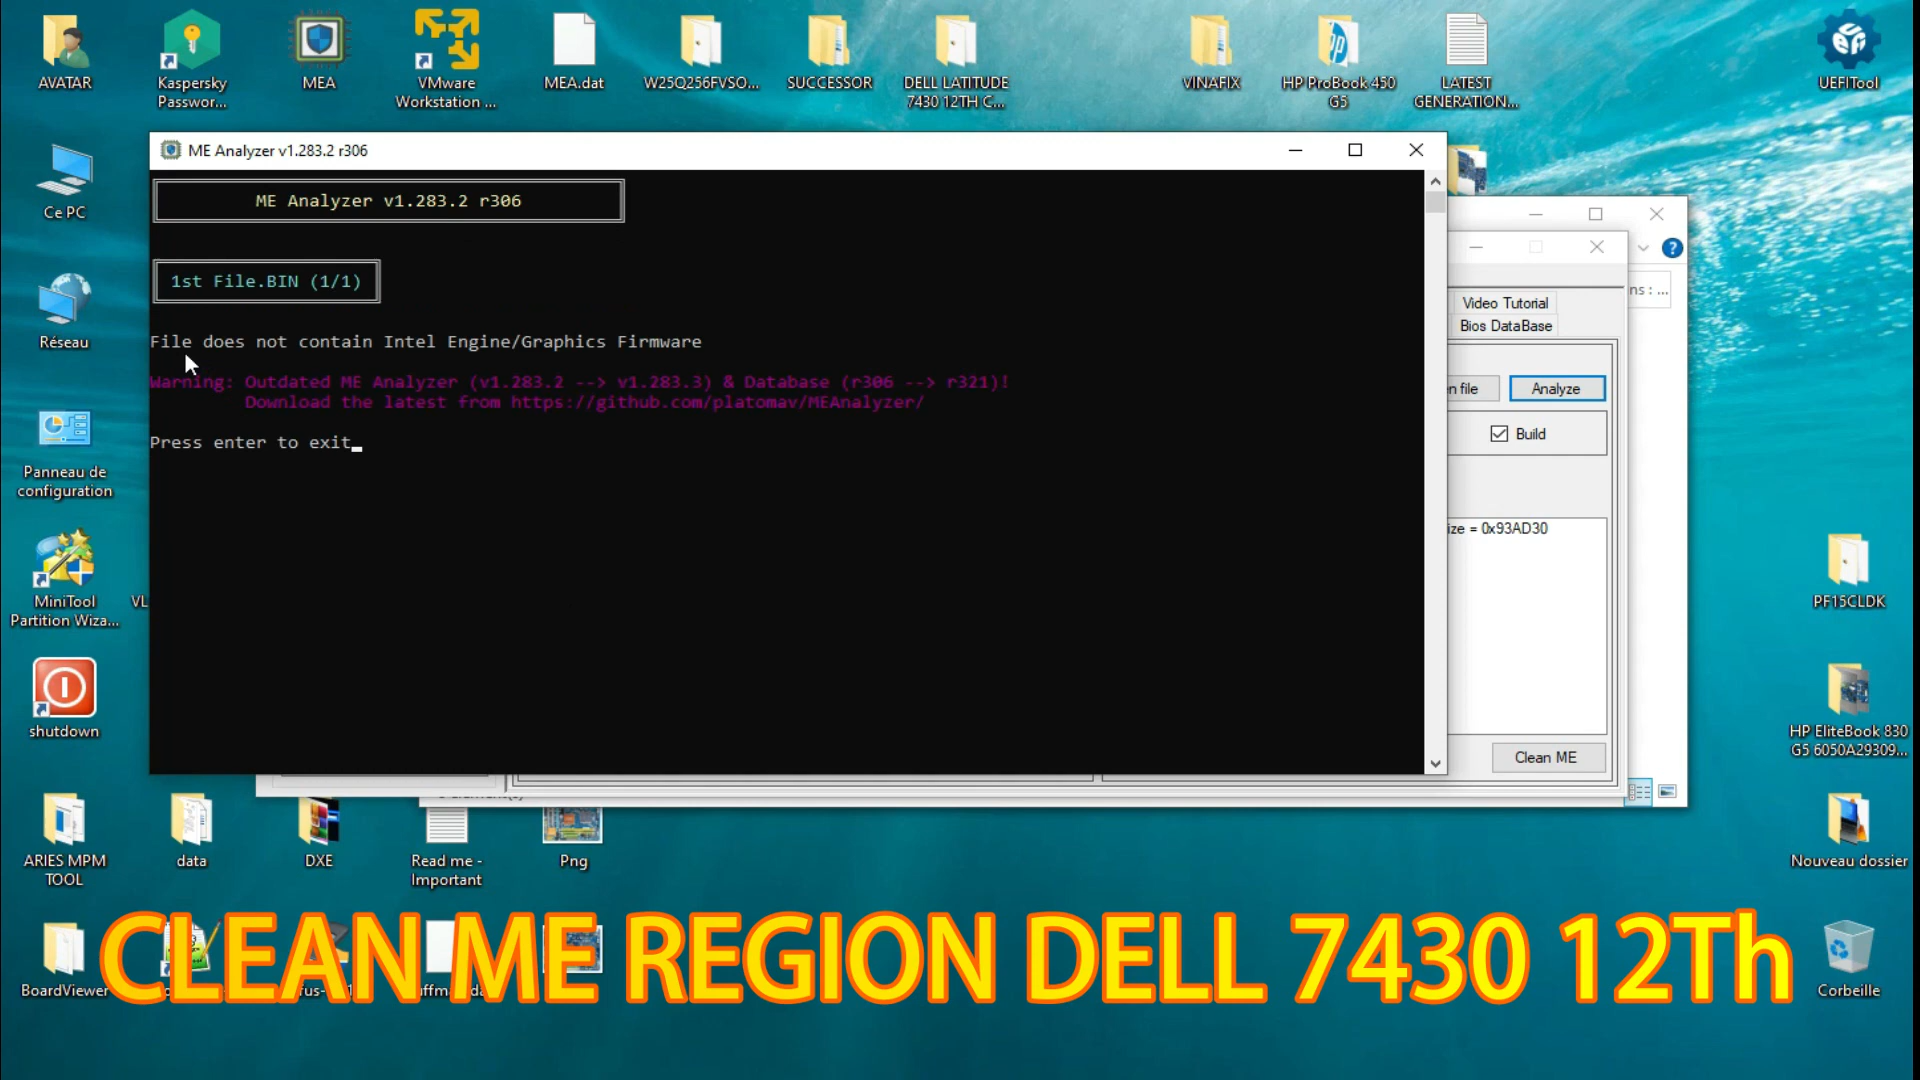 AVATAR
Kaspersky
Passwor...
MEA
VMware
Workstation ...
MEA.dat
W25Q256FVSO...
SUCCESSOR
DELL LATITUDE
7430 12TH C...
VINAFIX
HP ProBook 450
G5
LATEST
GENERATION...
UEFITool
Ce PC
Réseau
Panneau de
configuration
MiniTool
Partition Wiza...
VL
shutdown
ME Analyzer v1.283.2 r306
ME Analyzer v1.283.2 r306
1st File.BIN (1/1)
File does not contain Intel Engine/Graphics Firmware
Warning: Outdated ME Analyzer (v1.283.2 --> v1.283.3) & Database (r306 --> r321)!
Download the latest from https://github.com/platomav/MEAnalyzer/
Press enter to exit
ns : ...
Video Tutorial
Bios DataBase
n file
Analyze
Build
ize = 0x93AD30
Clean ME
PF15CLDK
HP EliteBook 830
G5 6050A29309...
ARIES MPM
TOOL
data
DXE
Read me -
Important
Png
Nouveau dossier
BoardViewer
Corbeille
CLEAN ME REGION DELL 7430 12Th